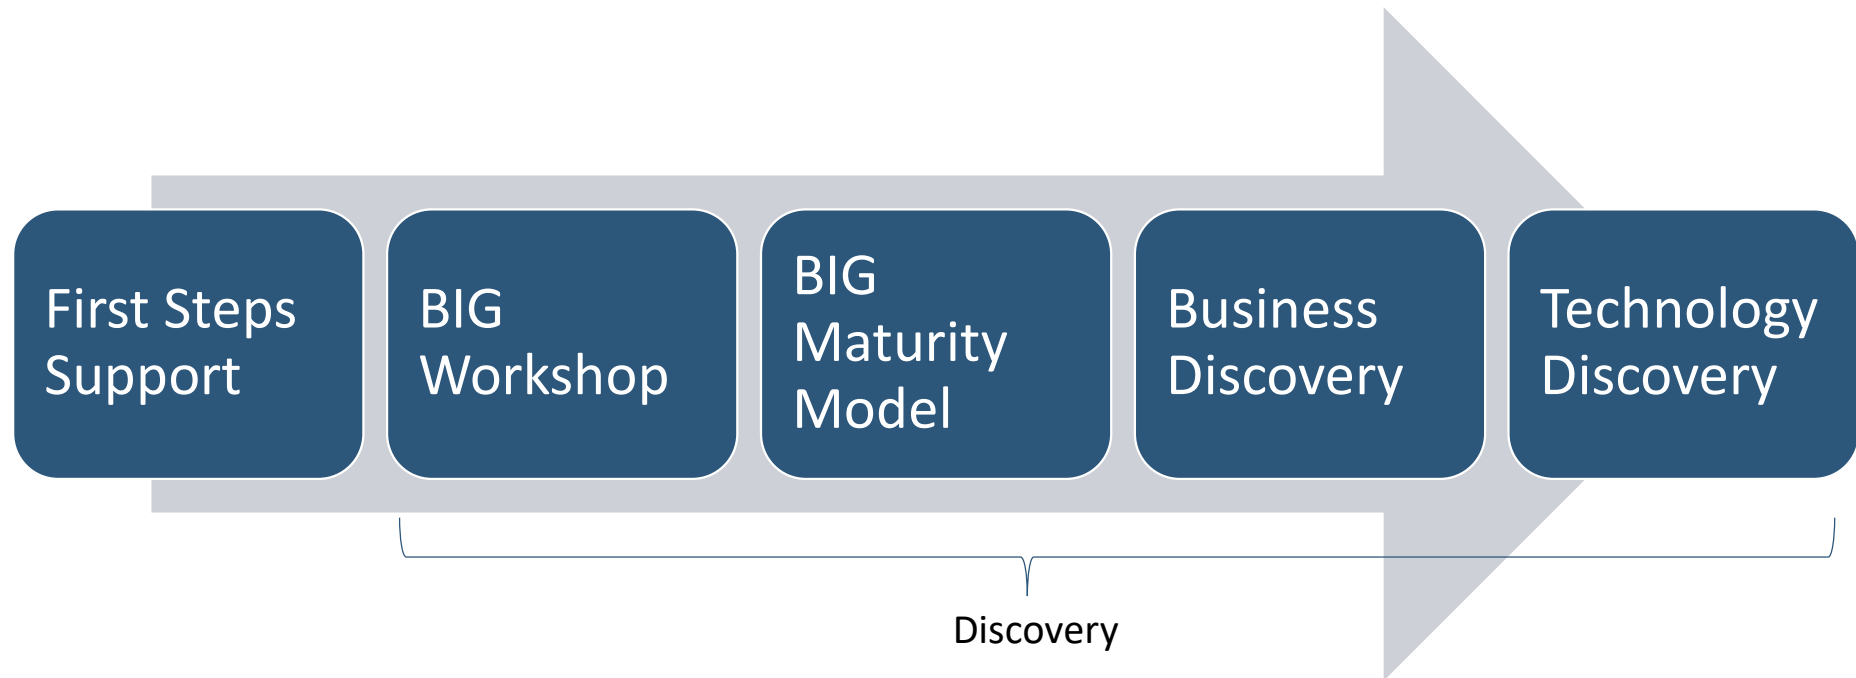 First Steps
Support
BIG
Workshop
BIG
Maturity
Model
Business
Discovery
Technology
Discovery
Discovery